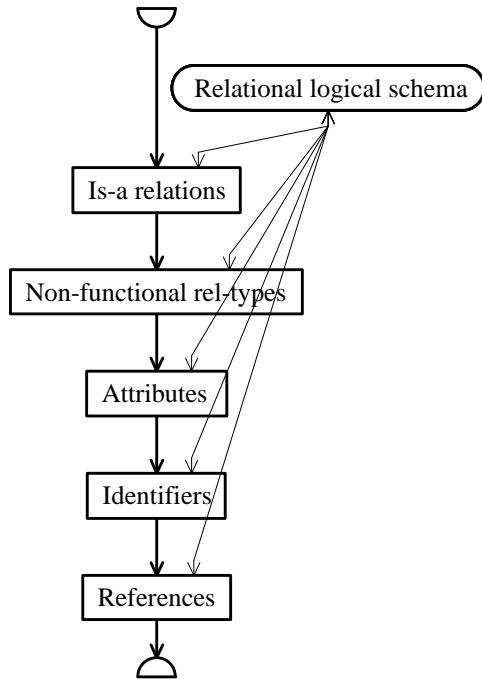 Relational logical schema
Is-a relations
Non-functional rel-types
Attributes
Identifiers
References